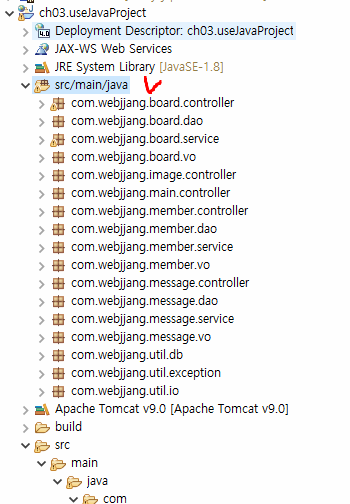 ch03.useJavaProject
Deployment Descriptor: ch03.useJavaProject
JAX-WS Web Services
JRE System Library [JavaSE-1.8]
src/main/java
com.webjjang.board.controller
com.webjjang.board.dao
com.webjjang.board.service
com.webjjang.board.vo
com.webjjang.image.controller
com.webjjang.main.controller
com.webjjang.member.controller
com.webjjang.member.dao
com.webjjang.member.service
com.webjjang.member.vo
com.webjjang.message.controller
com.webjjang.message.dao
com.webjjang.message.service
com.webjjang.message.vo
com.webjjang.util.db
com.webjjang.util.exception
com.webjjang.util.io
Apache Tomcat v9.0 [Apache Tomcat v9.0]
build
src
main
java
com